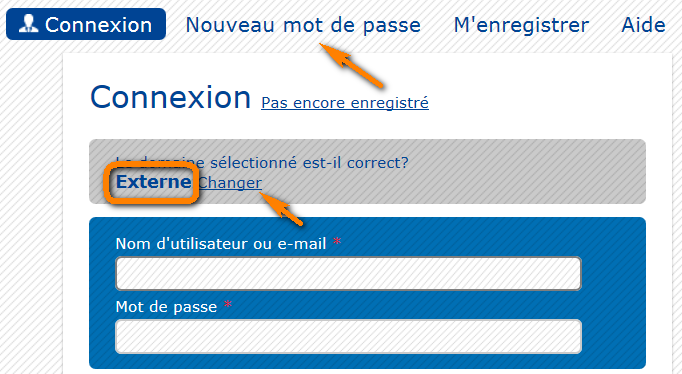 Connexion Nouveau mot de passe M'enregistrer Aide
Connexion Pas encore enregistré
Le domaine sélectionné est-il correct?
Externe Changer
Nom d'utilisateur ou e-mail *
Mot de passe *